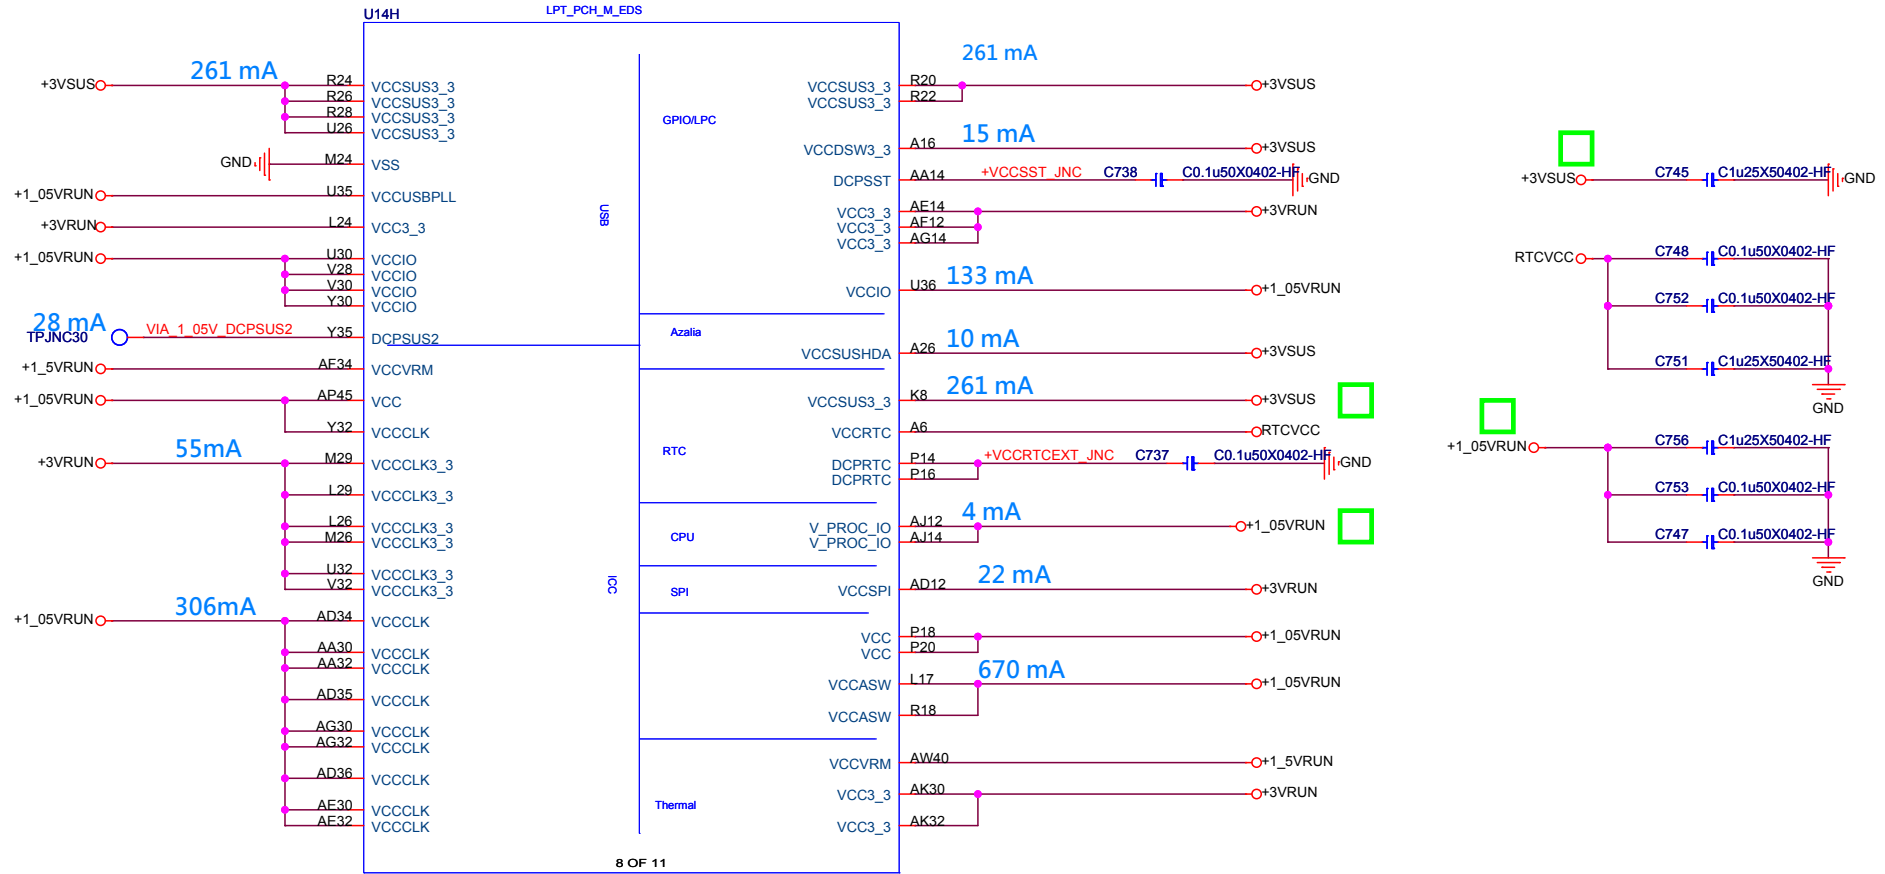 U14H
LPT_PCH_M_EDS
+3VSUS
261 mA
R24
R26
R28
U26
VCCSUS3_3
VCCSUS3_3
VCCSUS3_3
VCCSUS3_3
GND
M24
VSS
+1_05VRUN
U35
VCCUSBPLL
+3VRUN
L24
VCC3_3
+1_05VRUN
U30
V28
V30
Y30
VCCIO
VCCIO
VCCIO
VCCIO
28 mA
TPJNC30
VIA_1_05V_DCPSUS2
Y35
DCPSUS2
+1_5VRUN
AF34
VCCVRM
+1_05VRUN
AP45
VCC
Y32
VCCCLK
+3VRUN
55mA
M29
VCCCLK3_3
L29
VCCCLK3_3
L26
VCCCLK3_3
M26
VCCCLK3_3
U32
VCCCLK3_3
V32
VCCCLK3_3
+1_05VRUN
306mA
AD34
VCCCLK
AA30
VCCCLK
AA32
VCCCLK
AD35
VCCCLK
AG30
VCCCLK
AG32
VCCCLK
AD36
VCCCLK
AE30
VCCCLK
AE32
VCCCLK
GPIO/LPC
USB
Azalia
RTC
CPU
ICC
SPI
Thermal
8 OF 11
261 mA
VCCSUS3_3
R20
+3VSUS
VCCSUS3_3
R22
15 mA
VCCDSW3_3
A16
+3VSUS
DCPSST
AA14
+VCCSST_JNC
C738
C0.1u50X0402-HF
GND
VCC3_3
AE14
+3VRUN
VCC3_3
AF12
VCC3_3
AG14
133 mA
VCCIO
U36
+1_05VRUN
10 mA
VCCSUSHDA
A26
+3VSUS
261 mA
VCCSUS3_3
K8
+3VSUS
VCCRTC
A6
RTCVCC
DCPRTC
P14
+VCCRTCEXT_JNC
C737
C0.1u50X0402-HF
GND
DCPRTC
P16
4 mA
V_PROC_IO
AJ12
+1_05VRUN
V_PROC_IO
AJ14
22 mA
VCCSPI
AD12
+3VRUN
VCC
P18
+1_05VRUN
VCC
P20
670 mA
VCCASW
L17
+1_05VRUN
VCCASW
R18
VCCVRM
AW40
+1_5VRUN
VCC3_3
AK30
+3VRUN
VCC3_3
AK32
+3VSUS
C745
C1u25X50402-HF
GND
RTCVCC
C748
C0.1u50X0402-HF
C752
C0.1u50X0402-HF
C751
C1u25X50402-HF
GND
+1_05VRUN
C756
C1u25X50402-HF
C753
C0.1u50X0402-HF
C747
C0.1u50X0402-HF
GND